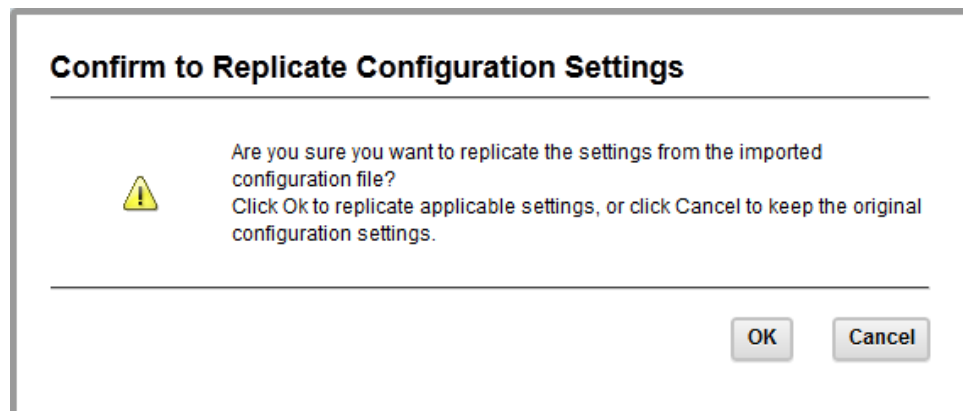 Confirm to Replicate Configuration Settings
Are you sure you want to replicate the settings from the imported
configuration file?
Click Ok to replicate applicable settings, or click Cancel to keep the original
configuration settings.
OK
Cancel